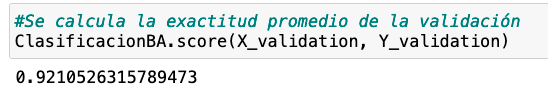 #Se calcula la exactitud promedio de la validación
ClasificacionBA.score(X_validation, Y_validation)
0.9210526315789473